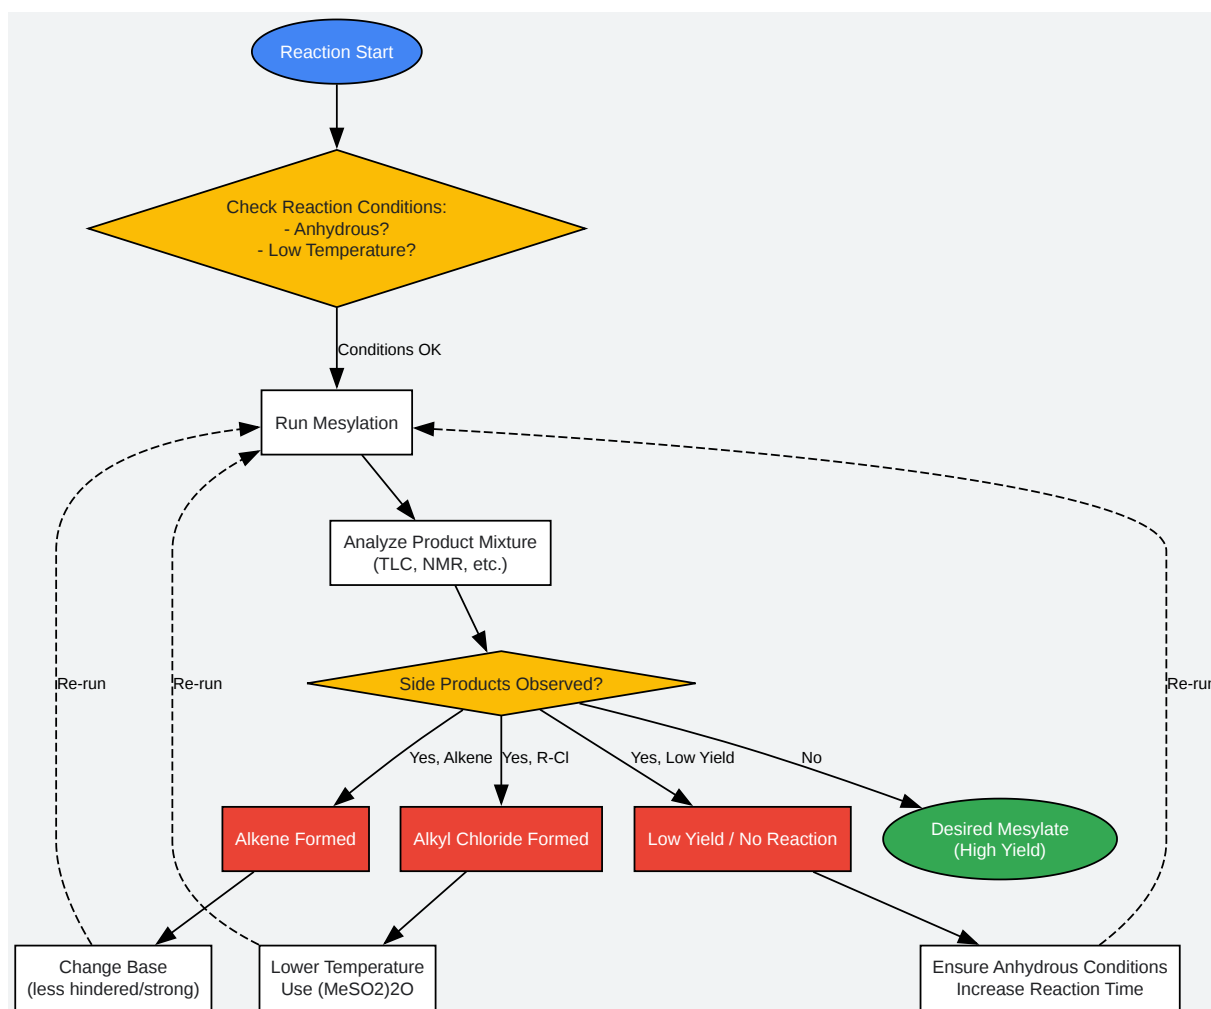 Reaction Start
Check Reaction Conditions:
- Anhydrous?
- Low Temperature?
Conditions OK
Run Mesylation
Analyze Product Mixture
(TLC, NMR, etc.)
Re-run
Re-run
Side Products Observed?
Re-run
Yes, Alkene
Yes, R-Cl
Yes, Low Yield
No
Alkene Formed
Alkyl Chloride Formed
Low Yield / No Reaction
Desired Mesylate
(High Yield)
Change Base
(less hindered/strong)
Lower Temperature
Use (MeSO2)2O
Ensure Anhydrous Conditions
Increase Reaction Time